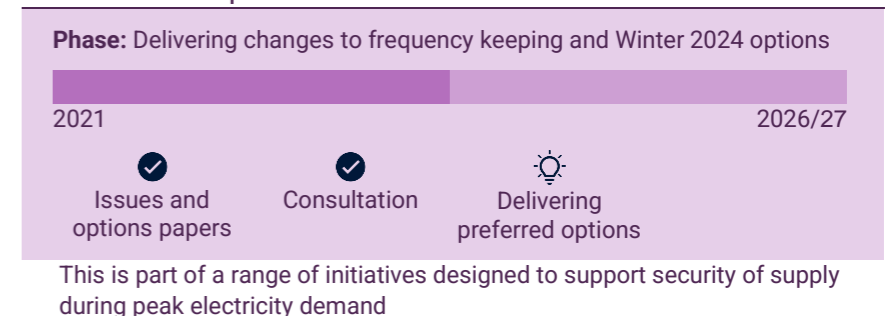 Phase: Delivering changes to frequency keeping and Winter 2024 options
2021
2026/27
Issues and
options papers
Consultation
Delivering
preferred options
This is part of a range of initiatives designed to support security of supply
during peak electricity demand